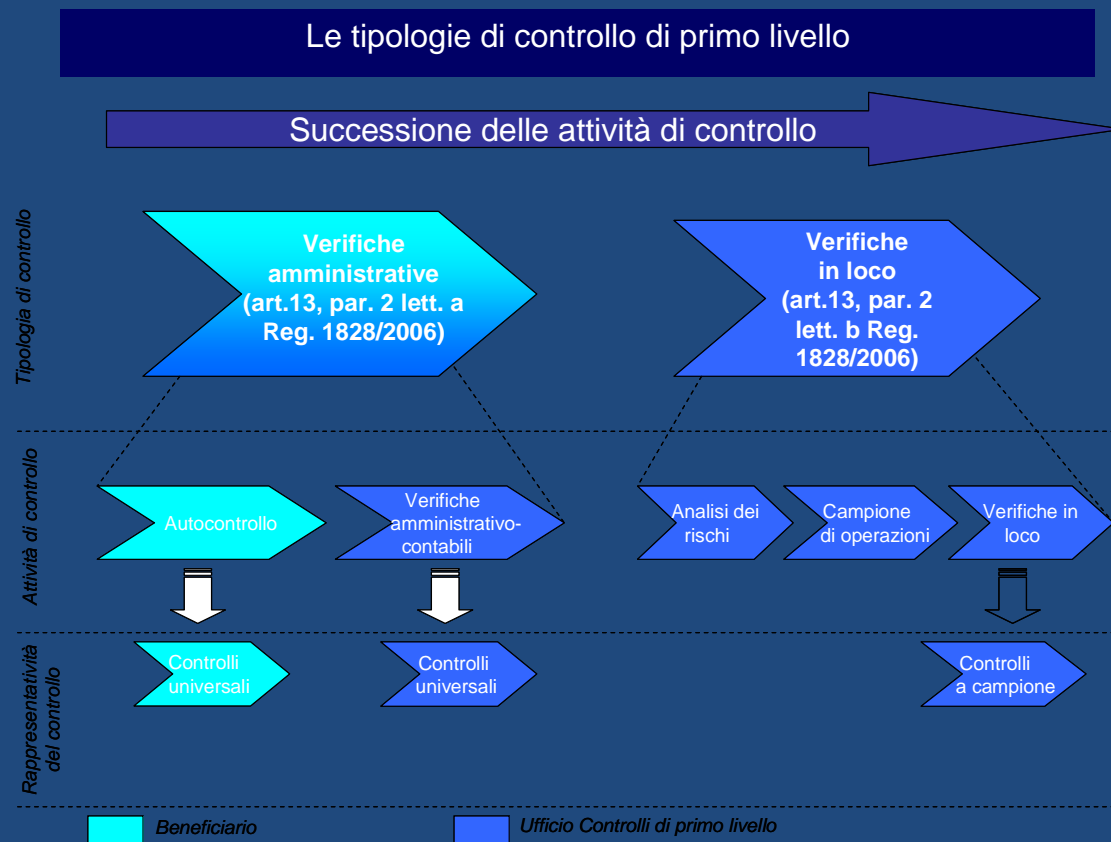 Le tipologie di controllo di primo livello
Successione delle attività di controllo
Tipologia di controllo
Verifiche
amministrative
(art.13, par. 2 lett. a
Reg. 1828/2006)
Verifiche
in loco
(art.13, par. 2
lett. b Reg.
1828/2006)
Attività di controllo
Autocontrollo
Verifiche
amministrativo-
contabili
Analisi dei
rischi
Campione
di operazioni
Verifiche in
loco
Rappresentatività
del controllo
Controlli
universali
Controlli
universali
Controlli
a campione
Beneficiario
Ufficio Controlli di primo livello